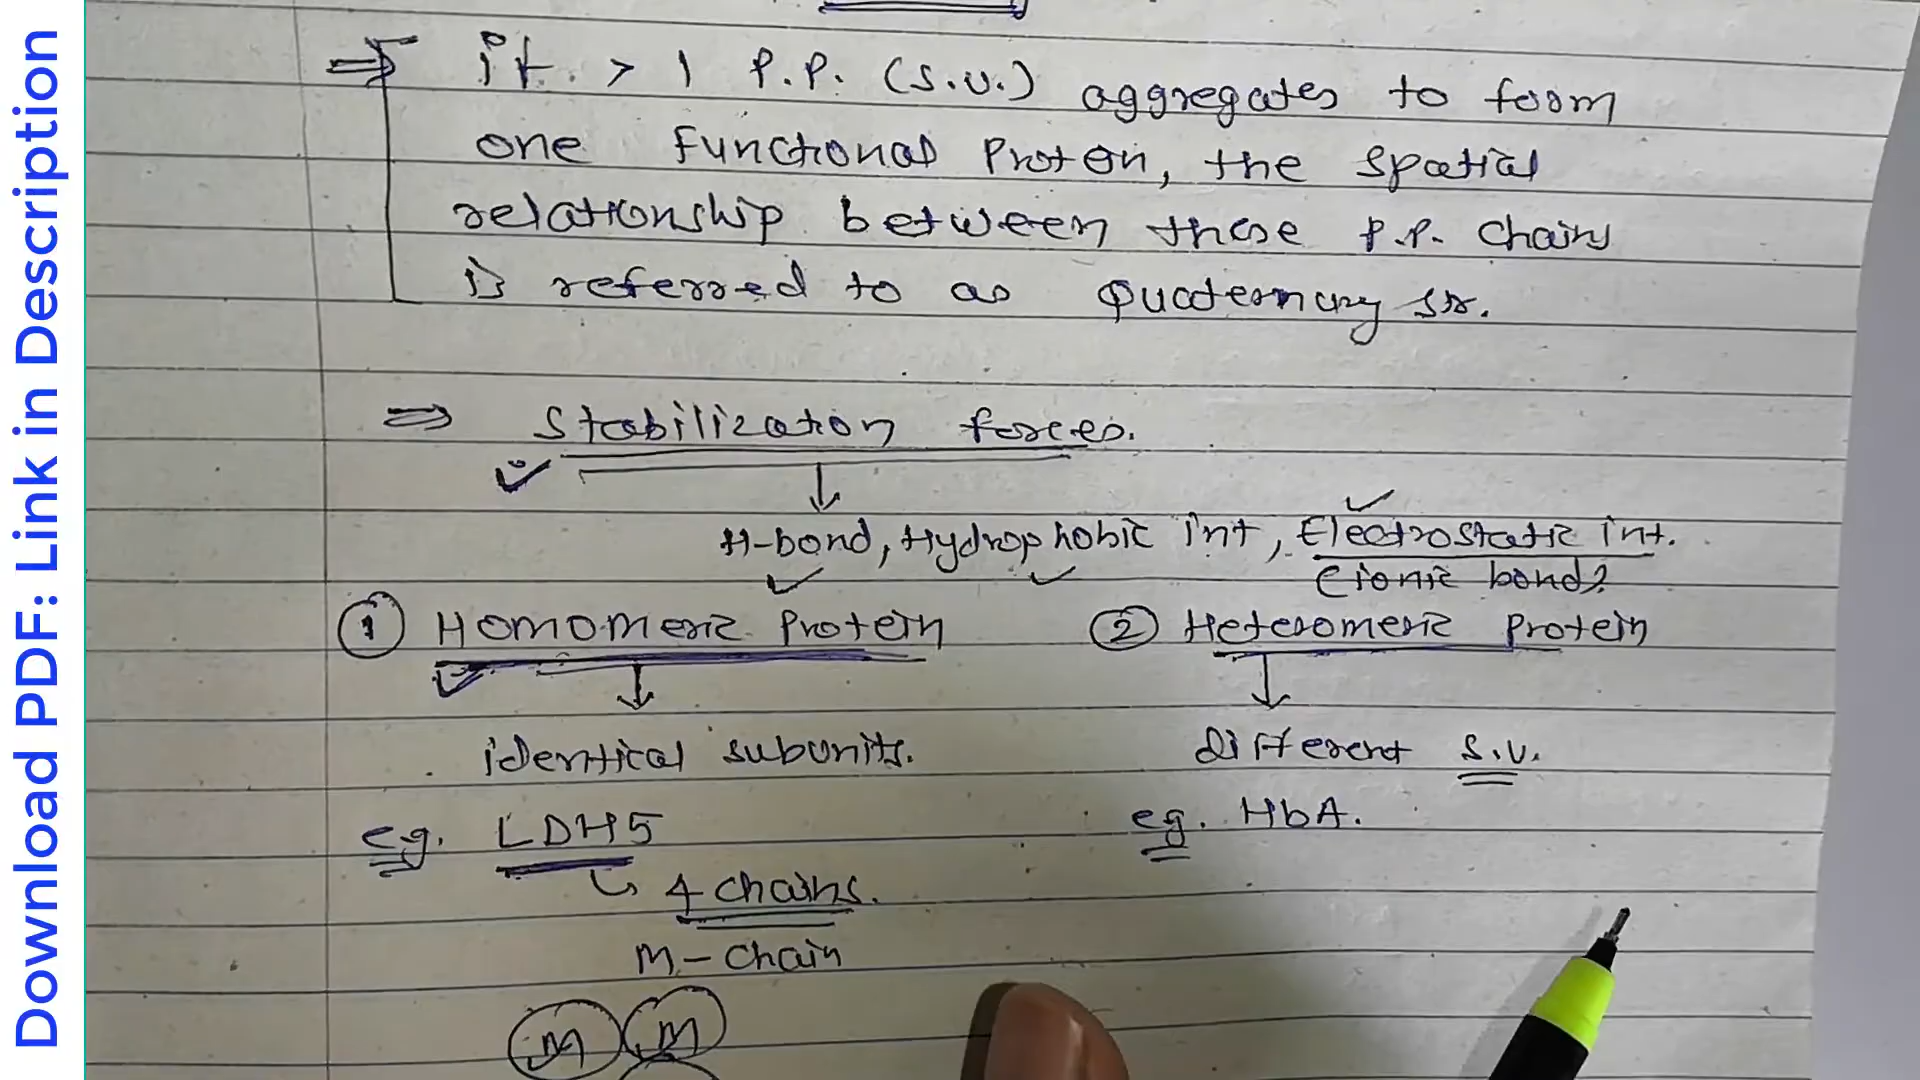 Download PDF: Link in Description
⇒ if > 1 P.P. (S.U.) aggregates to form
one Functional Protein, the spatial
relationship between these P.P. chains
is referred to as Quaternary str.
⇒ Stabilization forces.
↓
H-bond, Hydrophobic int, Electrostatic int.
(ionic bond)
① Homomeric Protein
↓
identical subunits.
eg. LDH5
↳ 4 chains.
M-chain
M M
② Heteromeric Protein
↓
different S.U.
eg. HbA.